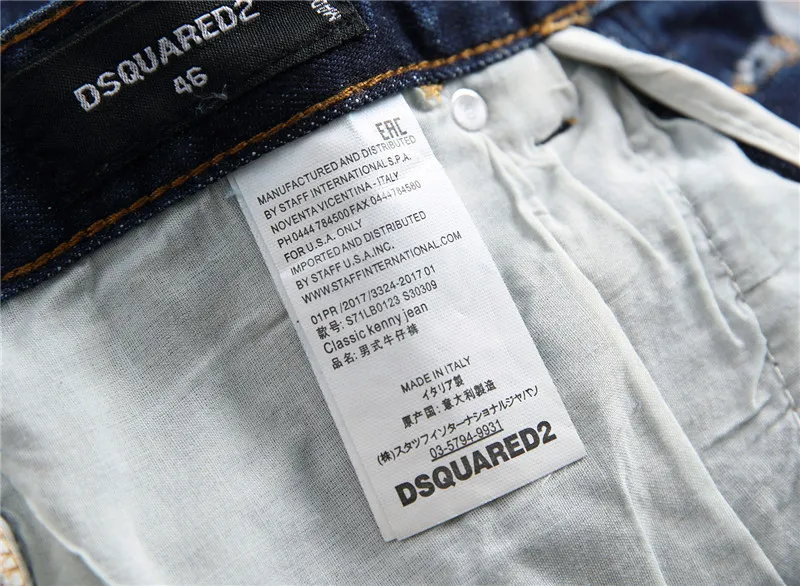 DSQUARED2
46
EAC
MANUFACTURED AND DISTRIBUTED
BY STAFF INTERNATIONAL S.P.A.
NOVENTA VICENTINA - ITALY
PH 0444 784500 FAX 0444784560
FOR U.S.A. ONLY
IMPORTED AND DISTRIBUTED
BY STAFF U.S.A., INC.
WWW.STAFFINTERNATIONAL.COM
01PR / 2017 / 3324-2017 01
款号: S71LB0123 S30309
Classic kenny jean
品名: 男式牛仔裤
MADE IN ITALY
イタリア製
原产国: 意大利製造
(株)スタツフインターナショナルジャパン
03-5794-9931
DSQUARED2